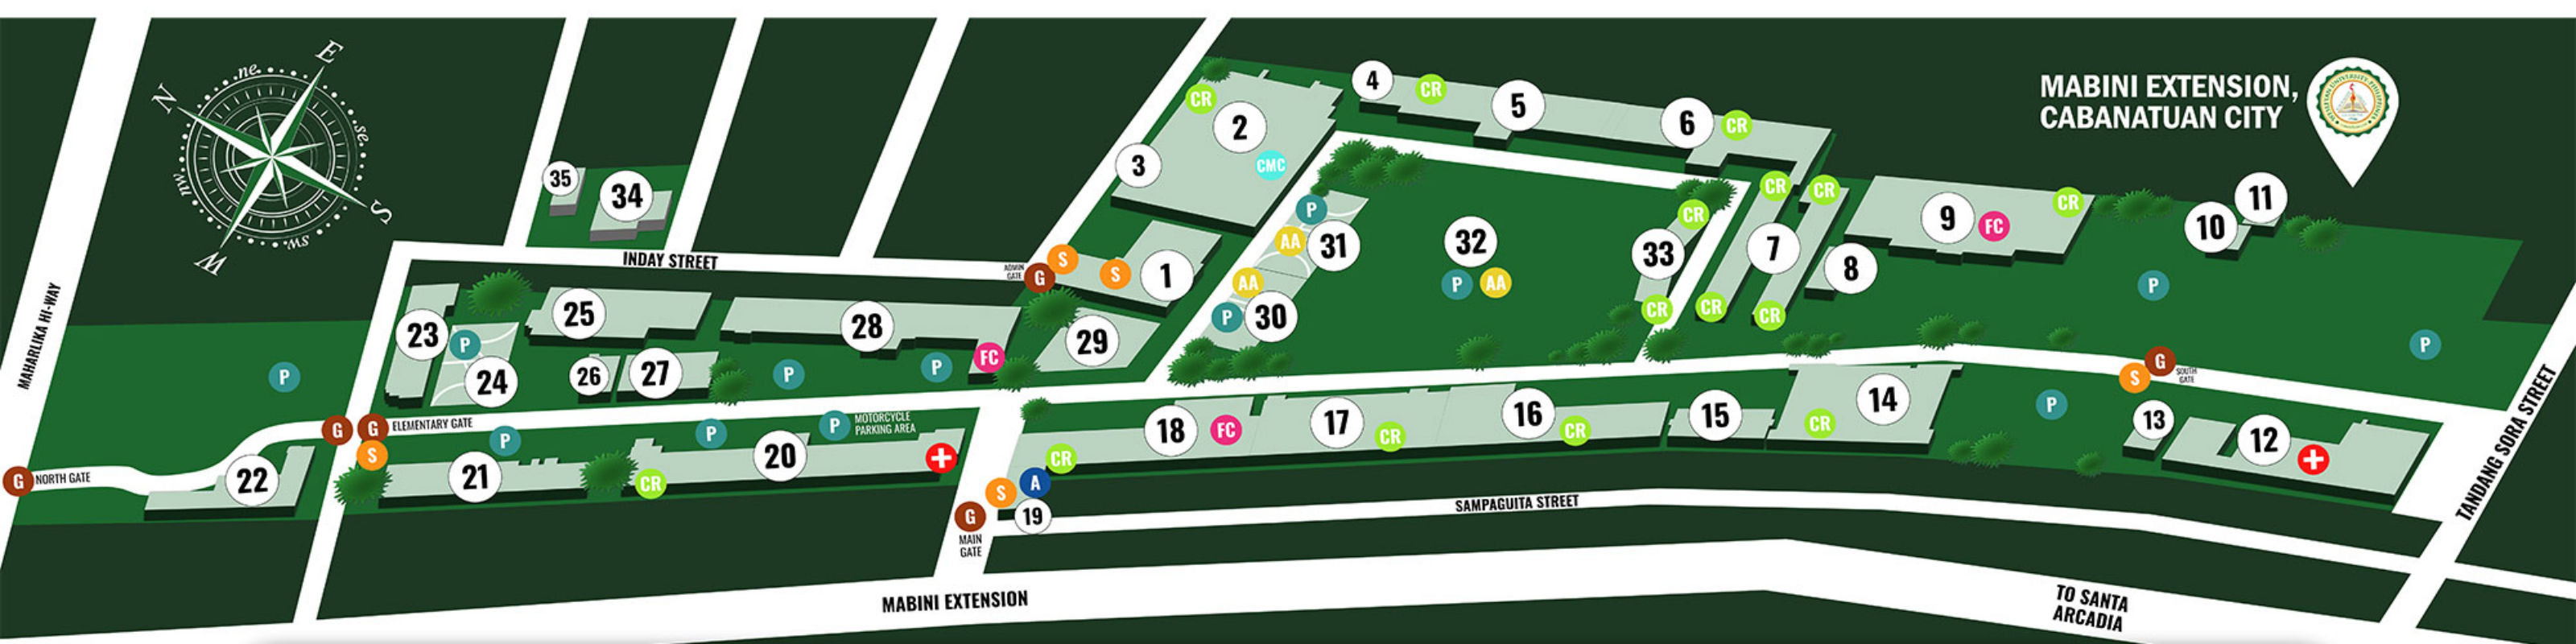 MABINI EXTENSION,
CABANATUAN CITY
E
ne
N
se
nw
S
sw
W
4
CR
5
6
CR
CR
2
3
CMC
35
34
CR
CR
CR
P
AA
31
32
P
AA
33
7
8
9
FC
CR
11
10
P
INDAY STREET
ADMIN
GATE
G
S
S
1
AA
P
30
CR
CR
CR
MAHARLIKA HI-WAY
23
P
24
25
26
27
28
FC
29
P
P
P
P
G
SOUTH
GATE
S
G
G
ELEMENTARY GATE
S
P
P
P
MOTORCYCLE
PARKING AREA
18
FC
17
CR
16
CR
15
14
CR
P
13
12
TANDANG SORA STREET
G
NORTH GATE
22
21
CR
20
CR
S
A
19
G
MAIN
GATE
SAMPAGUITA STREET
MABINI EXTENSION
TO SANTA
ARCADIA